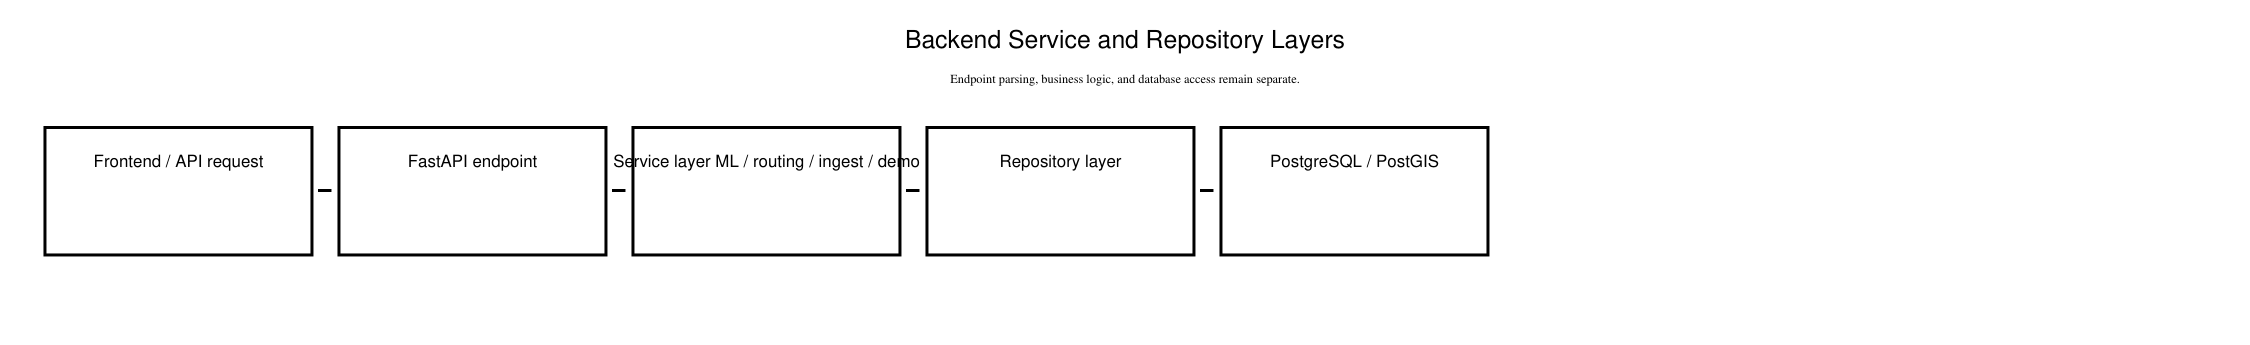 Backend Service and Repository Layers
Endpoint parsing, business logic, and database access remain separate.
Frontend / API request
FastAPI endpoint
Service layer ML / routing / ingest / demo
Repository layer
PostgreSQL / PostGIS